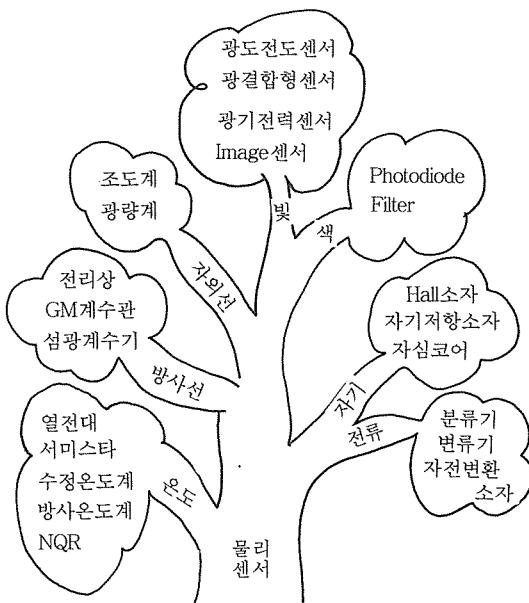 광도전도센서
광결합형센서
광기전력센서
Image센서
빛
Photodiode
Filter
색
조도계
광량계
자외선
전리상
GM계수관
섬광계수기
방사선
Hall소자
자기저항소자
자심코어
자기
분류기
변류기
자전변환
소자
전류
열전대
서미스타
수정온도계
방사온도계
NQR
온도
물리
센서